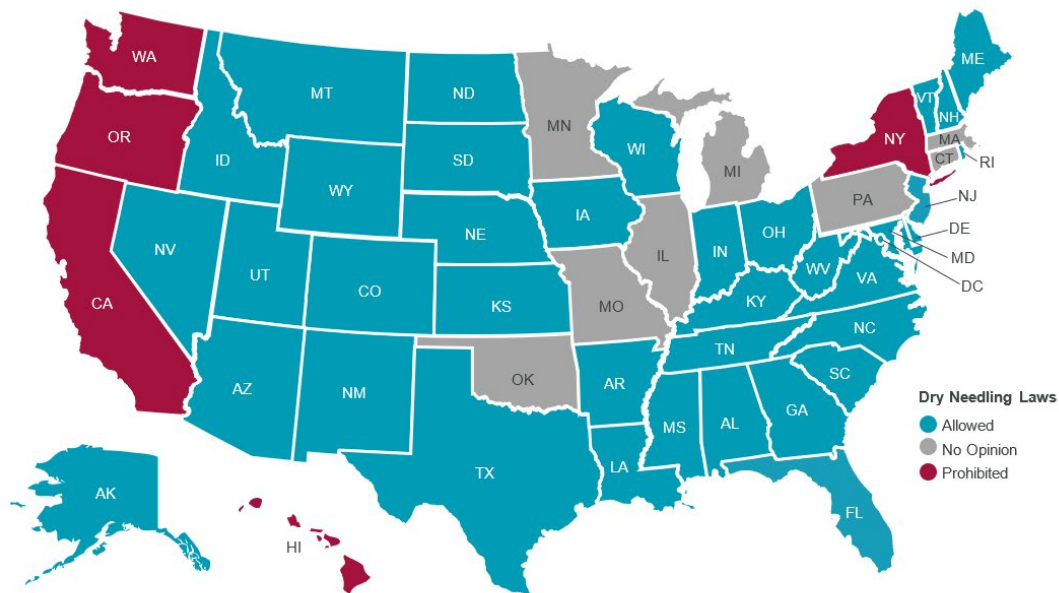 WA
OR
CA
MT
ID
WY
NV
UT
CO
AZ
NM
ND
SD
NE
KS
OK
TX
MN
IA
MO
AR
LA
WI
IL
MI
IN
OH
KY
TN
MS
AL
GA
FL
SC
NC
VA
WV
PA
NY
VT
NH
ME
MA
CT
RI
NJ
DE
MD
DC
AK
HI
Dry Needling Laws
Allowed
No Opinion
Prohibited